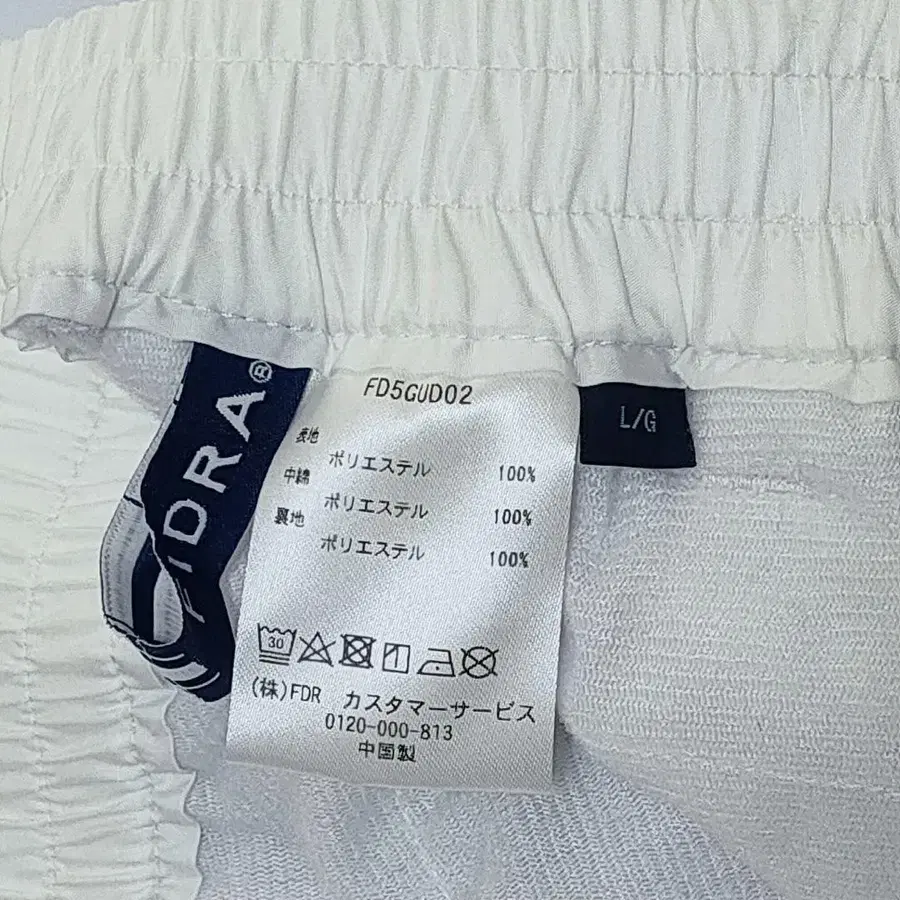 FIDRA®
FD5GUD02
L/G
表地
ポリエステル 100%
中綿
ポリエステル 100%
裏地
ポリエステル 100%
30
(株)FDR カスタマーサービス
0120-000-813
中国製